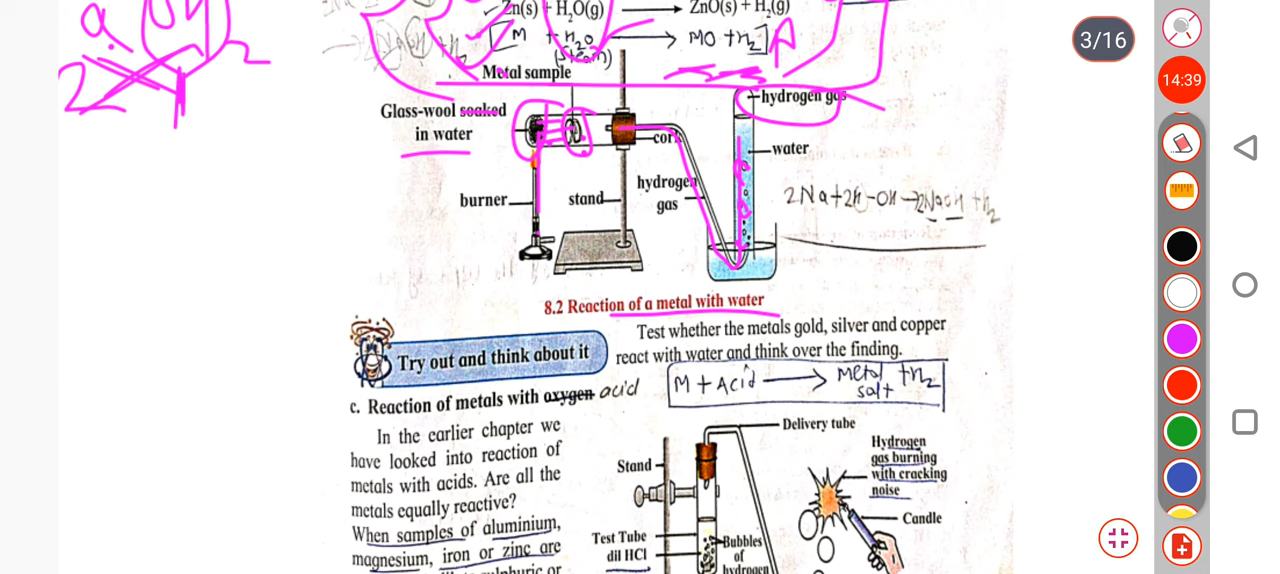 Zn(s) + H₂O(g) ⟶ ZnO(s) + H₂(g)
[M + H₂O ⟶ MO + H₂]
(steam)
3/16
14:39
Metal sample
hydrogen gas
Glass-wool soaked
in water
cork
water
hydrogen
gas
burner
stand
2Na+2H-OH→2NaOH +H₂
8.2 Reaction of a metal with water
Try out and think about it
Test whether the metals gold, silver and copper
react with water and think over the finding.
M + Acid ⟶ Metal salt + H₂
c. Reaction of metals with oxygen acid
In the earlier chapter we
have looked into reaction of
metals with acids. Are all the
metals equally reactive?
When samples of aluminium,
magnesium, iron or zinc are
Delivery tube
Stand
Hydrogen
gas burning
with cracking
noise
Candle
Test Tube
dil HCl
Bubbles
of
hydrogen